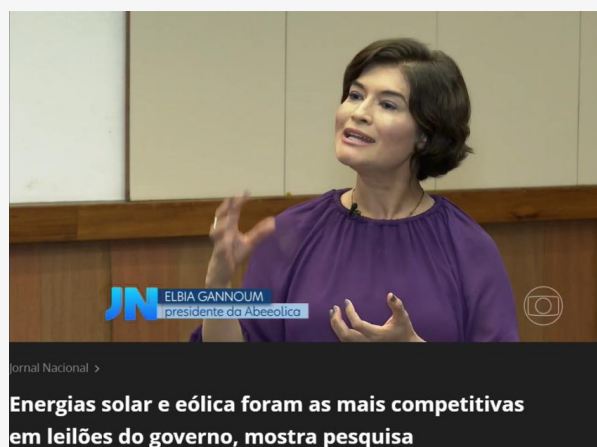 JN
ELBIA GANNOUM
presidente da Abeeolica
Jornal Nacional >
Energias solar e eólica foram as mais competitivas
em leilões do governo, mostra pesquisa